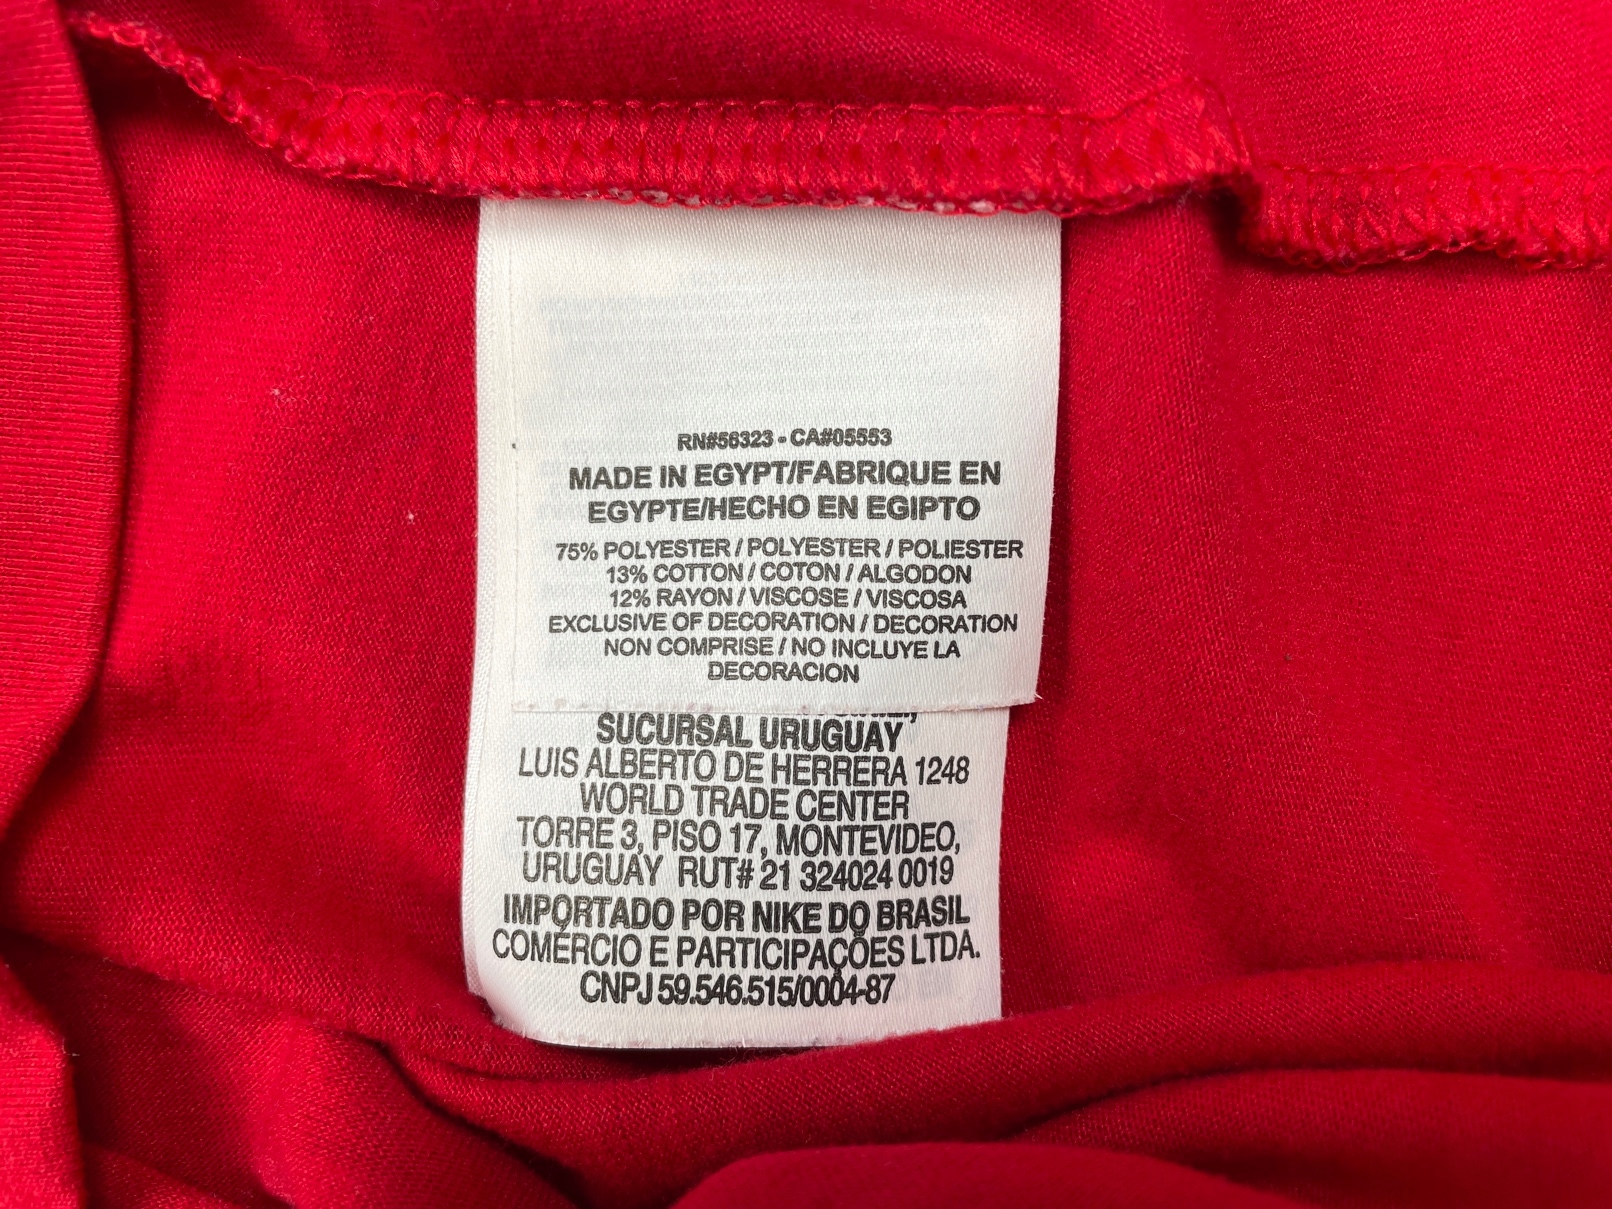 RN#56323 - CA#05553
MADE IN EGYPT/FABRIQUE EN
EGYPTE/HECHO EN EGIPTO
75% POLYESTER / POLYESTER / POLIESTER
13% COTTON / COTON / ALGODON
12% RAYON / VISCOSE / VISCOSA
EXCLUSIVE OF DECORATION / DECORATION
NON COMPRISE / NO INCLUYE LA
DECORACION
SUCURSAL URUGUAY
LUIS ALBERTO DE HERRERA 1248
WORLD TRADE CENTER
TORRE 3, PISO 17, MONTEVIDEO,
URUGUAY RUT# 21 324024 0019
IMPORTADO POR NIKE DO BRASIL
COMÉRCIO E PARTICIPAÇÕES LTDA.
CNPJ 59.546.515/0004-87